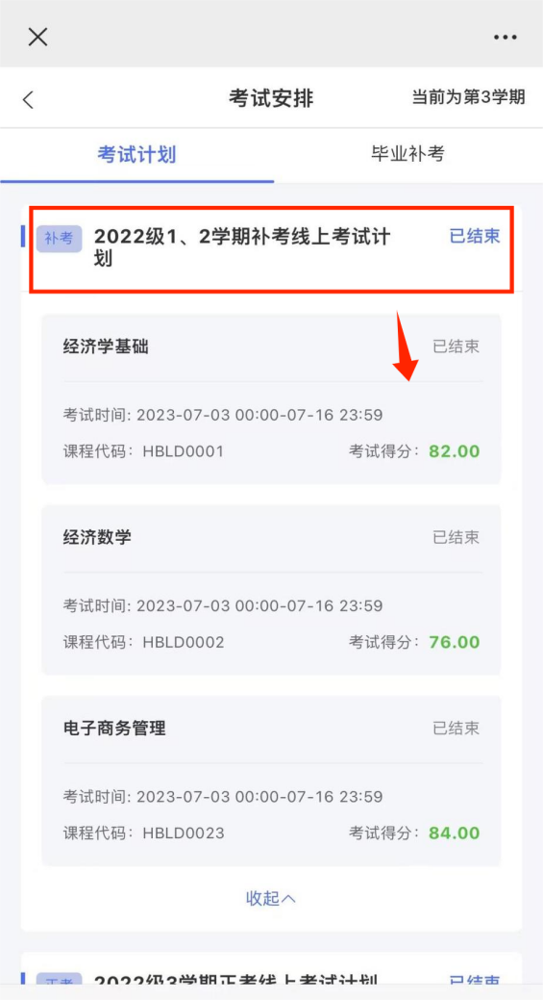 考试安排
当前为第3学期
考试计划
毕业补考
补考
2022级1、2学期补考线上考试计
划
已结束
经济学基础
已结束
考试时间: 2023-07-03 00:00-07-16 23:59
课程代码: HBLD0001
考试得分: 82.00
经济数学
已结束
考试时间: 2023-07-03 00:00-07-16 23:59
课程代码: HBLD0002
考试得分: 76.00
电子商务管理
已结束
考试时间: 2023-07-03 00:00-07-16 23:59
课程代码: HBLD0023
考试得分: 84.00
收起
正考
2022级3学期正考线上考试计划
已结束